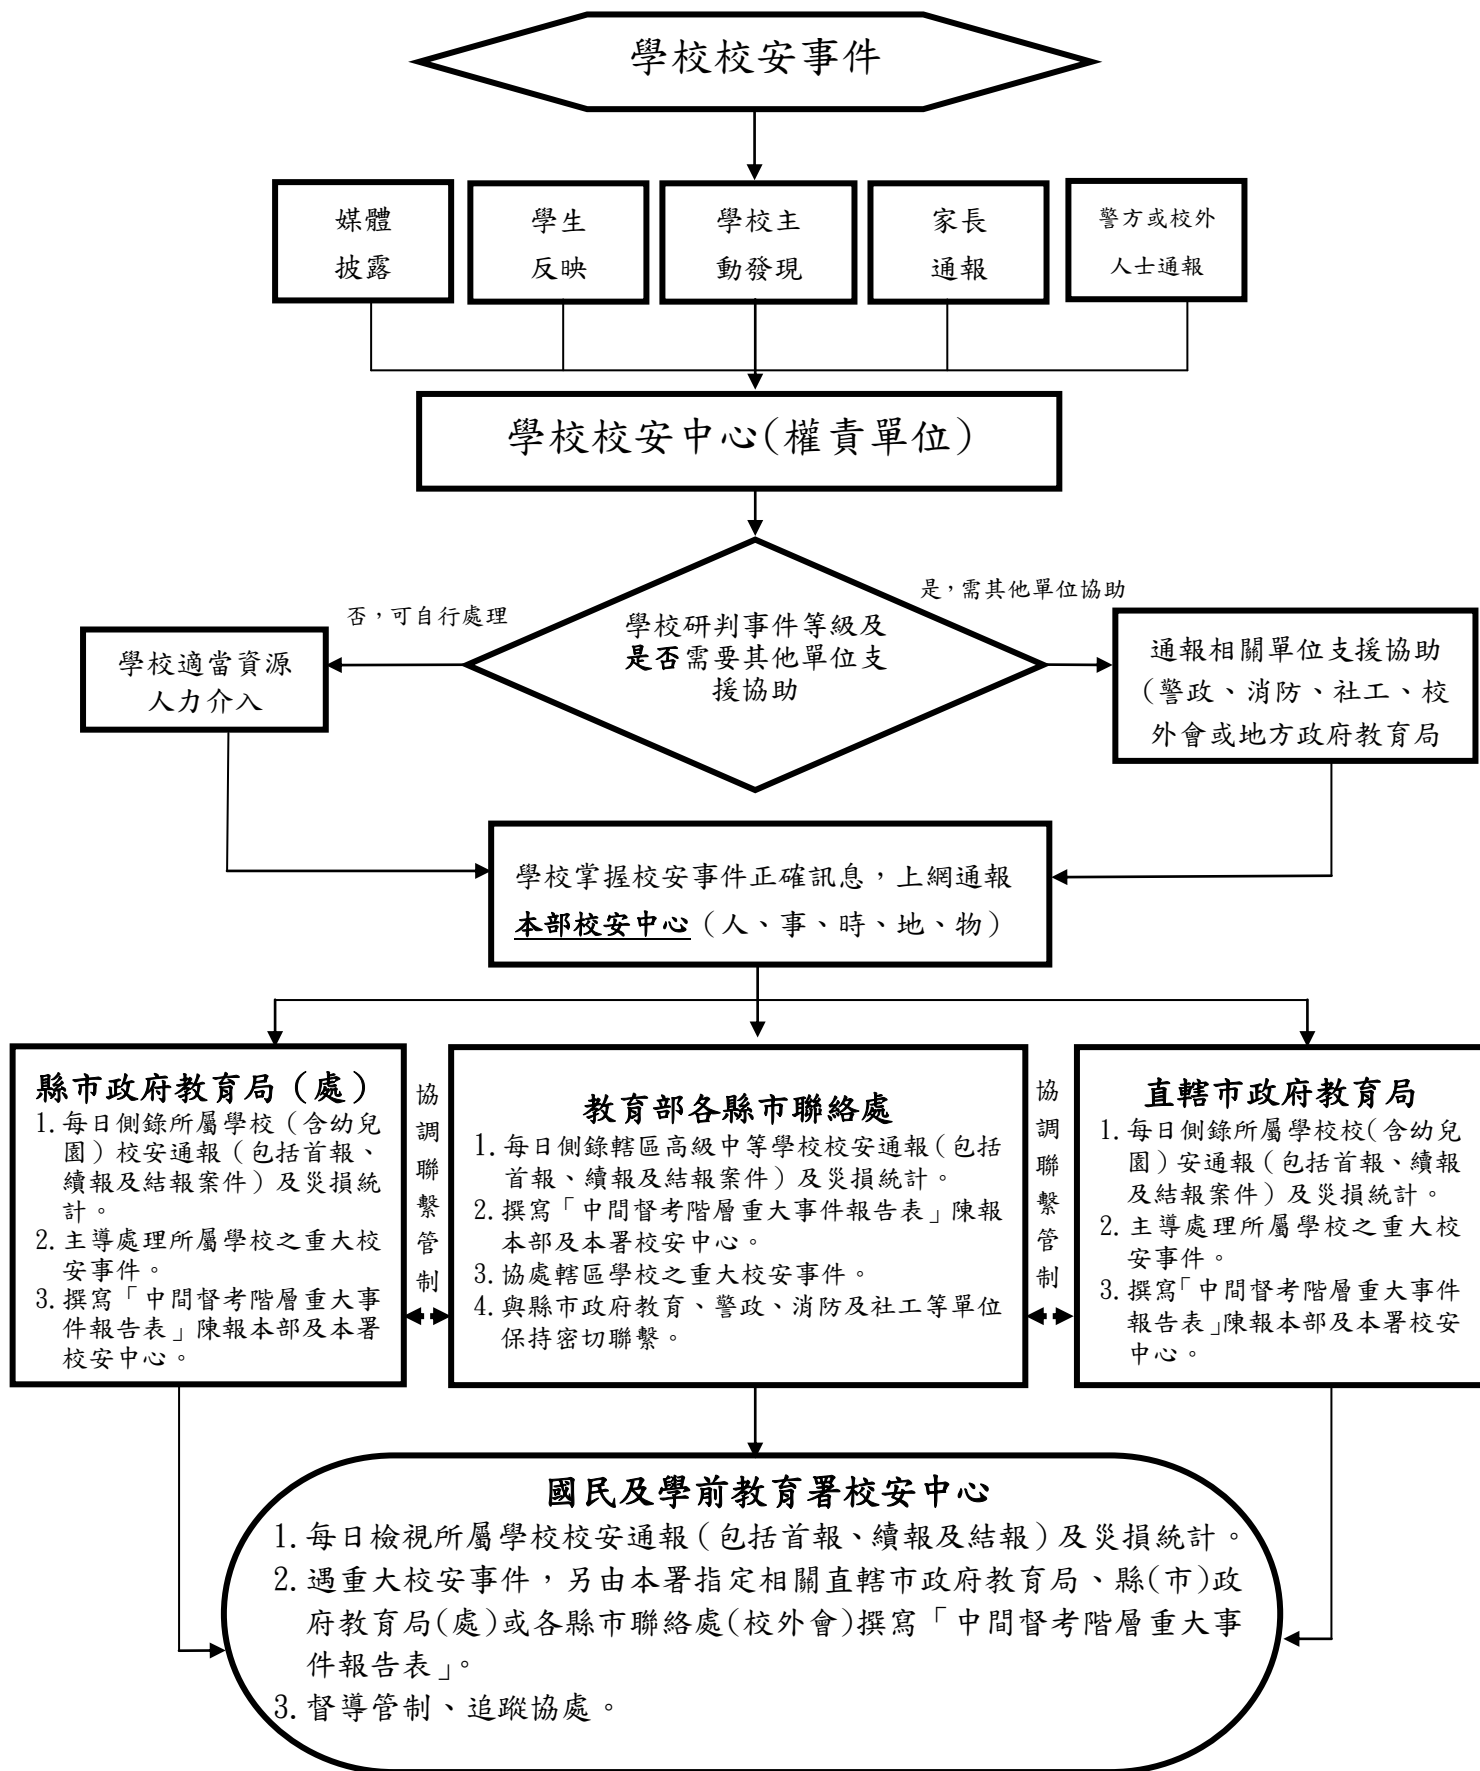 學校校安事件
媒體
披露
學生
反映
學校主
動發現
家長
通報
警方或校外
人士通報
學校校安中心(權責單位)
否，可自行處理
是，需其他單位協助
學校研判事件等級及
是否需要其他單位支
援協助
學校適當資源
人力介入
通報相關單位支援協助
（警政、消防、社工、校
外會或地方政府教育局
學校掌握校安事件正確訊息，上網通報
本部校安中心（人、事、時、地、物）
縣市政府教育局（處）
1.每日側錄所屬學校（含幼兒
園）校安通報（包括首報、
續報及結報案件）及災損統
計。
2.主導處理所屬學校之重大校
安事件。
3.撰寫「中間督考階層重大事
件報告表」陳報本部及本署
校安中心。
協
調
聯
繫
管
制
教育部各縣市聯絡處
1.每日側錄轄區高級中等學校校安通報(包括
首報、續報及結報案件）及災損統計。
2.撰寫「中間督考階層重大事件報告表」陳報
本部及本署校安中心。
3.協處轄區學校之重大校安事件。
4.與縣市政府教育、警政、消防及社工等單位
保持密切聯繫。
協
調
聯
繫
管
制
直轄市政府教育局
1.每日側錄所屬學校校(含幼兒
園）安通報（包括首報、續報
及結報案件）及災損統計。
2.主導處理所屬學校之重大校
安事件。
3.撰寫「中間督考階層重大事件
報告表」陳報本部及本署校安
中心。
國民及學前教育署校安中心
1.每日檢視所屬學校校安通報（包括首報、續報及結報）及災損統計。
2.遇重大校安事件，另由本署指定相關直轄市政府教育局、縣(市)政
府教育局(處)或各縣市聯絡處(校外會)撰寫「中間督考階層重大事
件報告表」。
3.督導管制、追蹤協處。